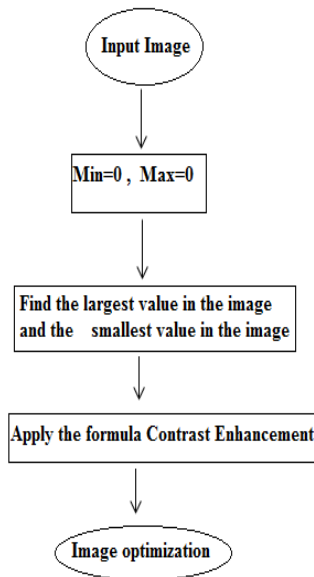 Input Image
Min=0 , Max=0
Find the largest value in the image
and the smallest value in the image
Apply the formula Contrast Enhancement
Image optimization